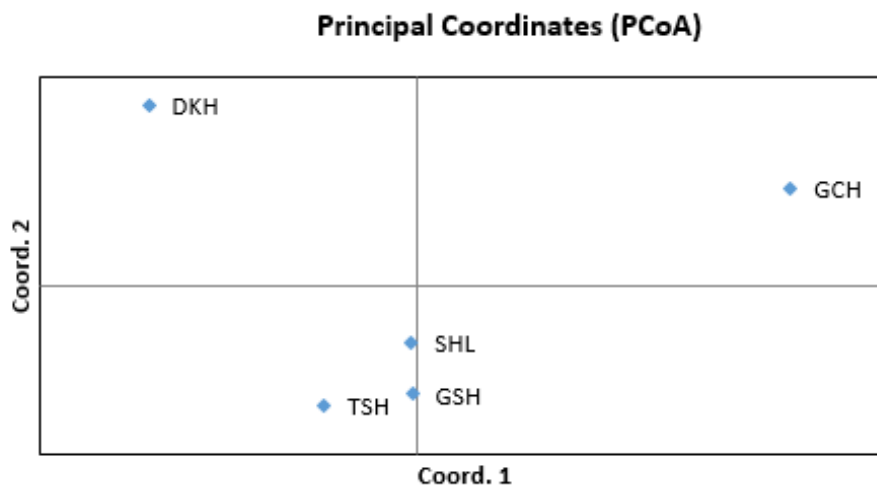 Principal Coordinates (PCoA)
DKH
GCH
Coord. 2
SHL
GSH
TSH
Coord. 1